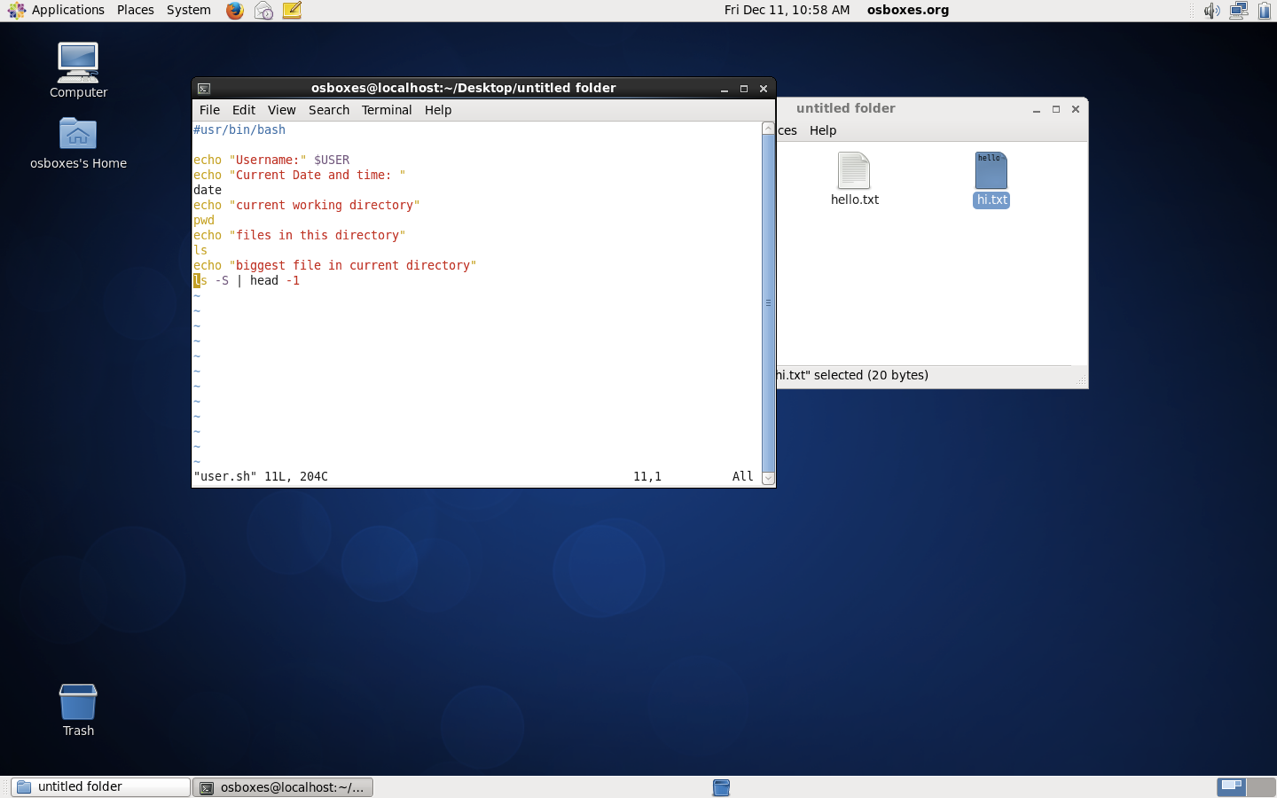 Applications Places System Fri Dec 11, 10:58 AM osboxes.org
Computer
osboxes's Home
osboxes@localhost:~/Desktop/untitled folder
File Edit View Search Terminal Help
#usr/bin/bash
echo "Username:" $USER
echo "Current Date and time: "
date
echo "current working directory"
pwd
echo "files in this directory"
ls
echo "biggest file in current directory"
ls -S | head -1
~
~
~
~
~
~
~
~
~
~
~
~
"user.sh" 11L, 204C 11,1 All
untitled folder
ces Help
hello.txt
hello
hi.txt
hi.txt" selected (20 bytes)
Trash
untitled folder
osboxes@localhost:~/...